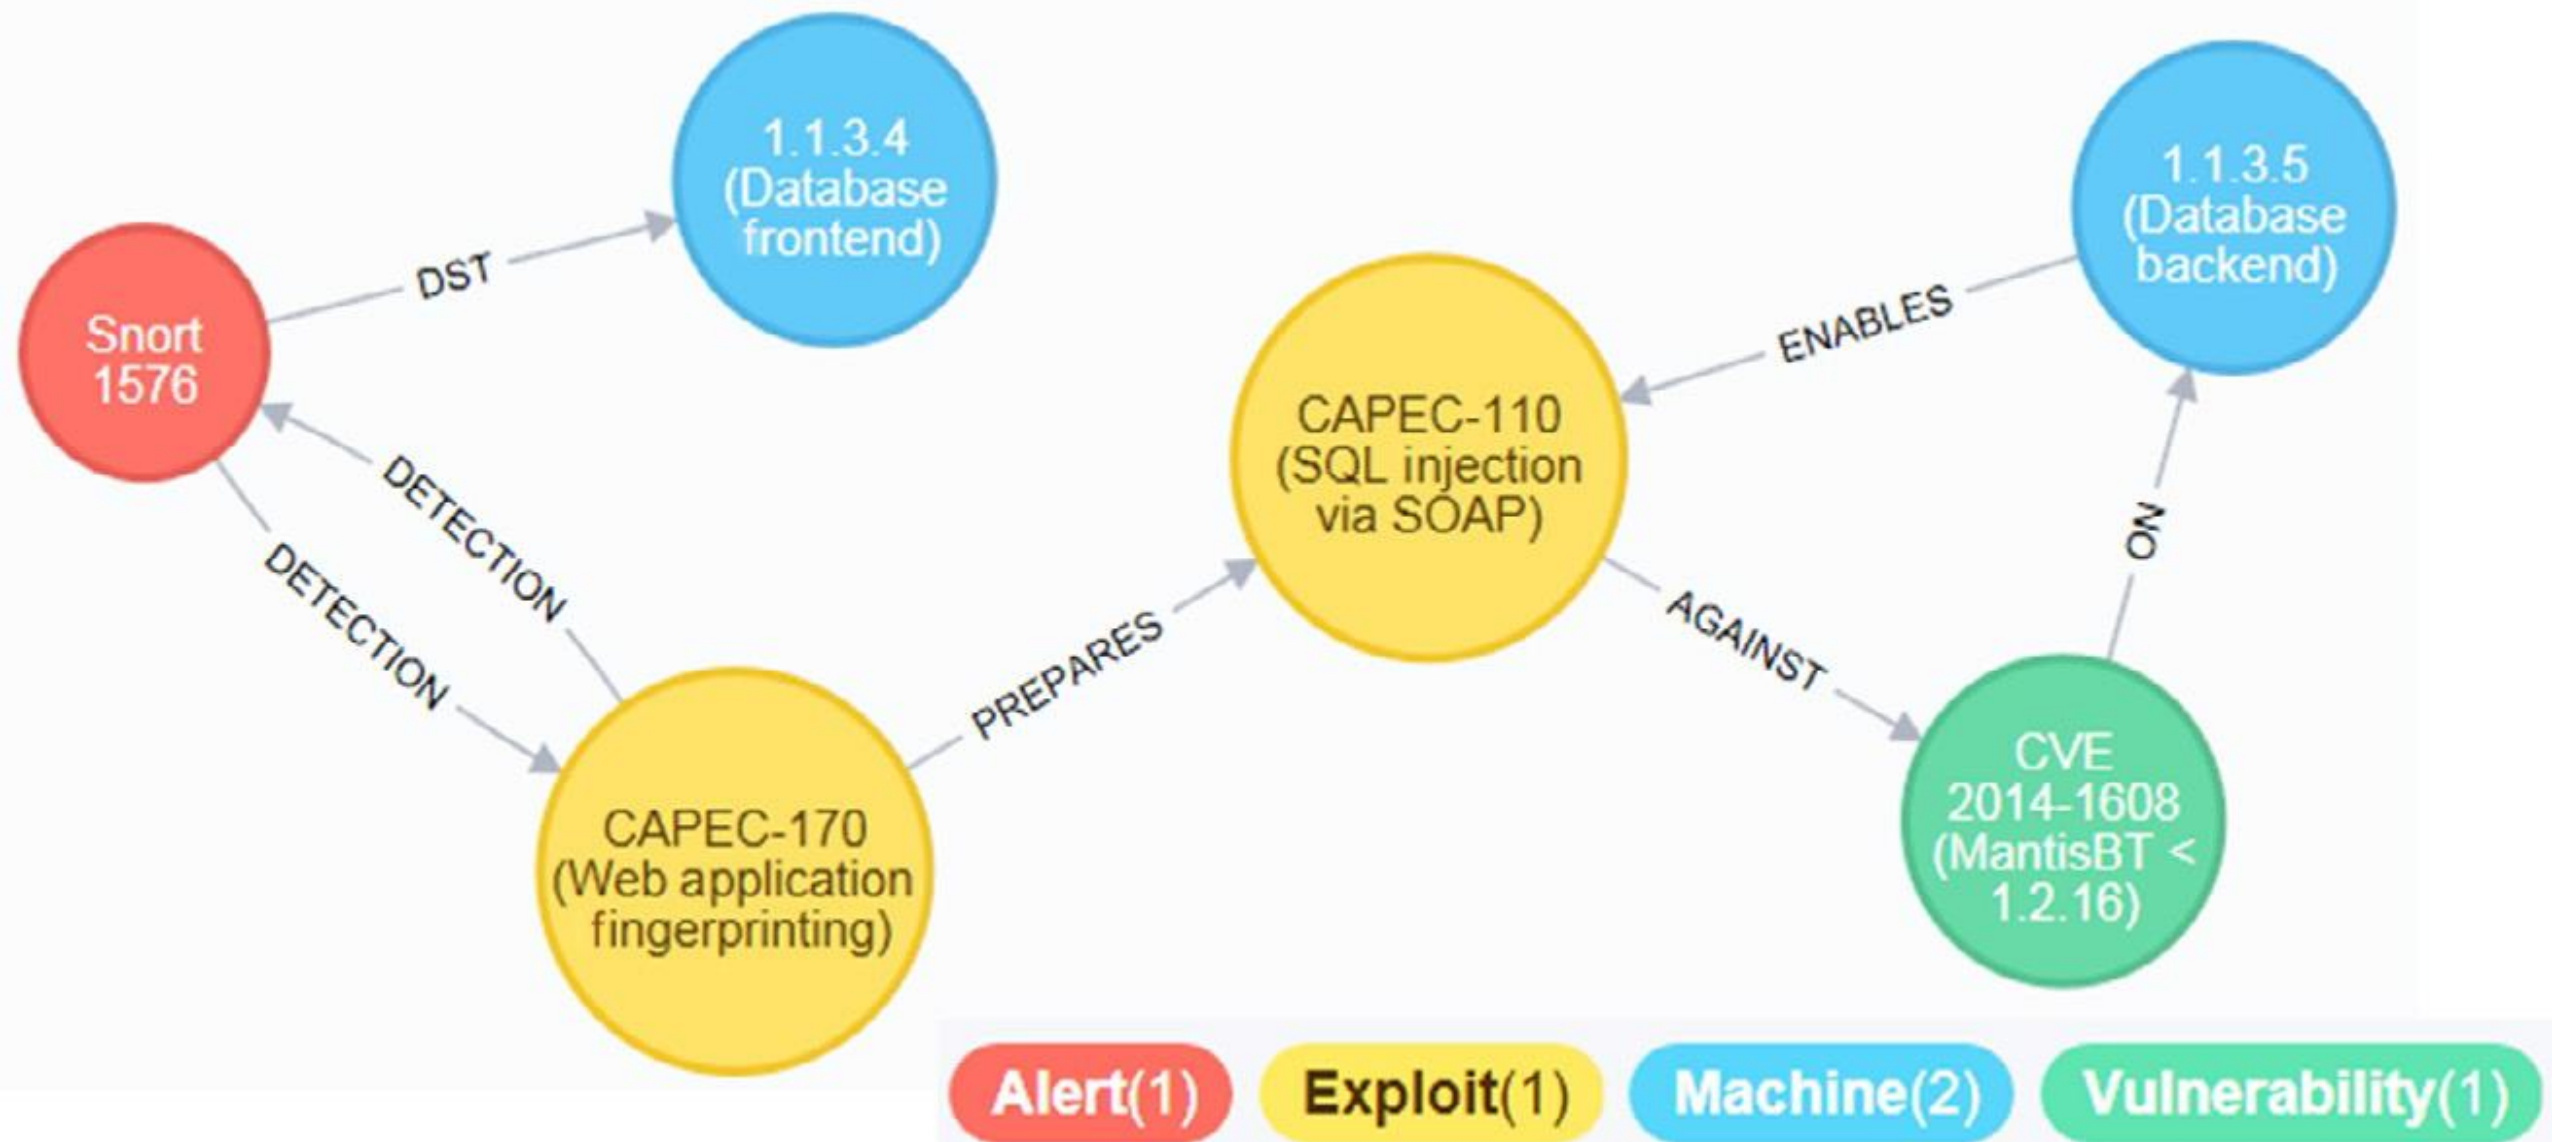 1.1.3.4
(Database
frontend)
1.1.3.5
(Database
backend)
Snort
1576
DST
ENABLES
CAPEC-110
(SQL injection
via SOAP)
DETECTION
DETECTION
ON
PREPARES
AGAINST
CVE
2014-1608
(MantisBT <
1.2.16)
CAPEC-170
(Web application
fingerprinting)
Alert(1)
Exploit(1)
Machine(2)
Vulnerability(1)